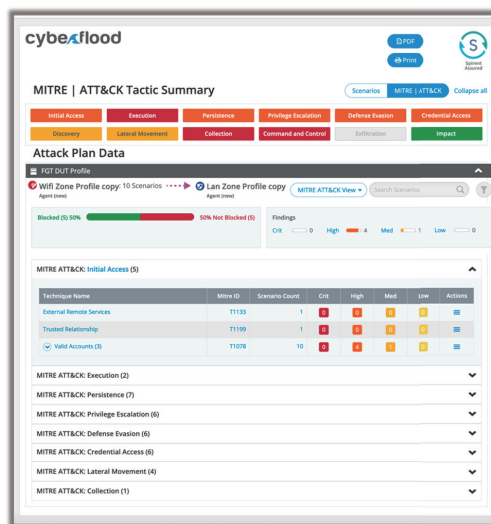 cyberflood
PDF
Print
S
Spirent
Assured
MITRE | ATT&CK Tactic Summary
Scenarios MITRE | ATT&CK Collapse all
Initial Access Execution Persistence Privilege Escalation Defense Evasion Credential Access
Discovery Lateral Movement Collection Command and Control Exfiltration Impact
Attack Plan Data
FGT DUT Profile
Wifi Zone Profile copy: 10 Scenarios Lan Zone Profile copy MITRE ATT&CK View Search Scenarios
Agent (new) Agent (new)
Blocked (5) 50% 50% Not Blocked (5) Findings
Crit 0 High 4 Med 1 Low 0
MITRE ATT&CK: Initial Access (5)
Technique Name Mitre ID Scenario Count Crit High Med Low Actions
External Remote Services T1133 1 0 0 0 0
Trusted Relationship T1199 1 0 0 0 0
Valid Accounts (3) T1078 10 0 4 1 0
MITRE ATT&CK: Execution (2)
MITRE ATT&CK: Persistence (7)
MITRE ATT&CK: Privilege Escalation (6)
MITRE ATT&CK: Defense Evasion (6)
MITRE ATT&CK: Credential Access (6)
MITRE ATT&CK: Lateral Movement (4)
MITRE ATT&CK: Collection (1)